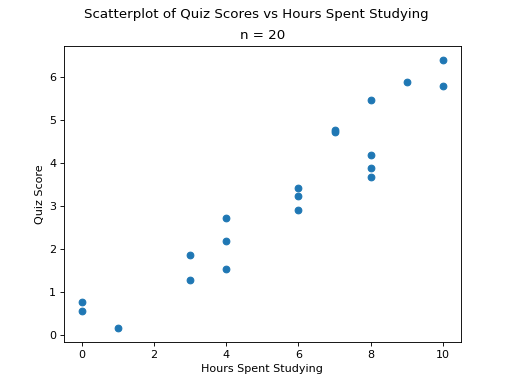 Scatterplot of Quiz Scores vs Hours Spent Studying
n = 20
6
5
4
3
2
1
0
Quiz Score
0 2 4 6 8 10
Hours Spent Studying